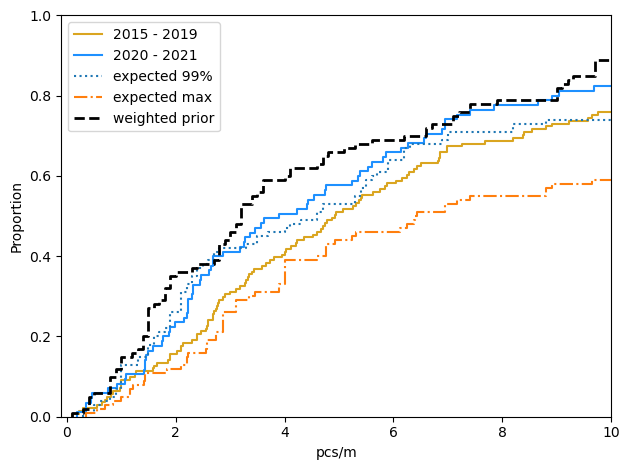 1.0
0.8
0.6
0.4
0.2
0.0
Proportion
2015 - 2019
2020 - 2021
expected 99%
expected max
weighted prior
0 2 4 6 8 10
pcs/m